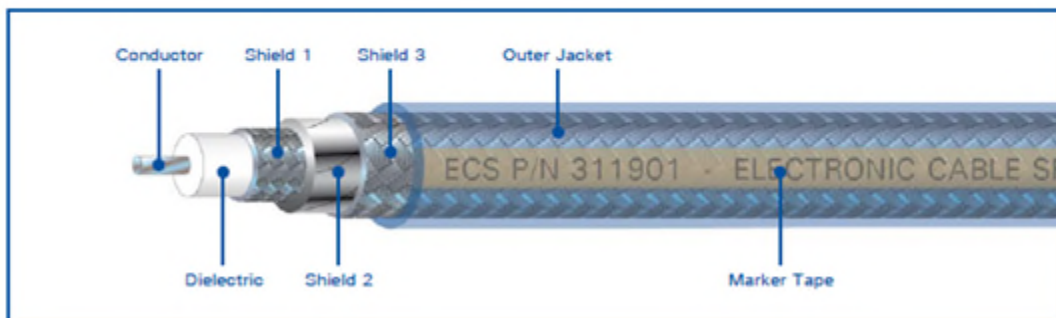 Conductor Shield 1 Shield 3 Outer Jacket
ECS P/N 311901 - ELECTRONIC CABLE
Dielectric Shield 2 Marker Tape